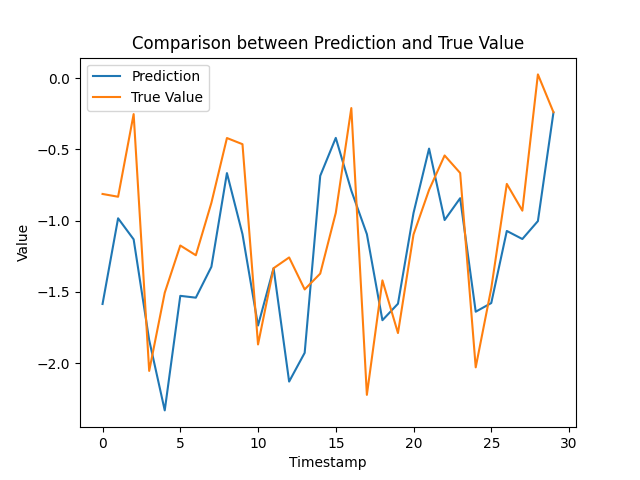 Comparison between Prediction and True Value
Prediction
True Value
0.0
−0.5
−1.0
−1.5
−2.0
Value
0 5 10 15 20 25 30
Timestamp